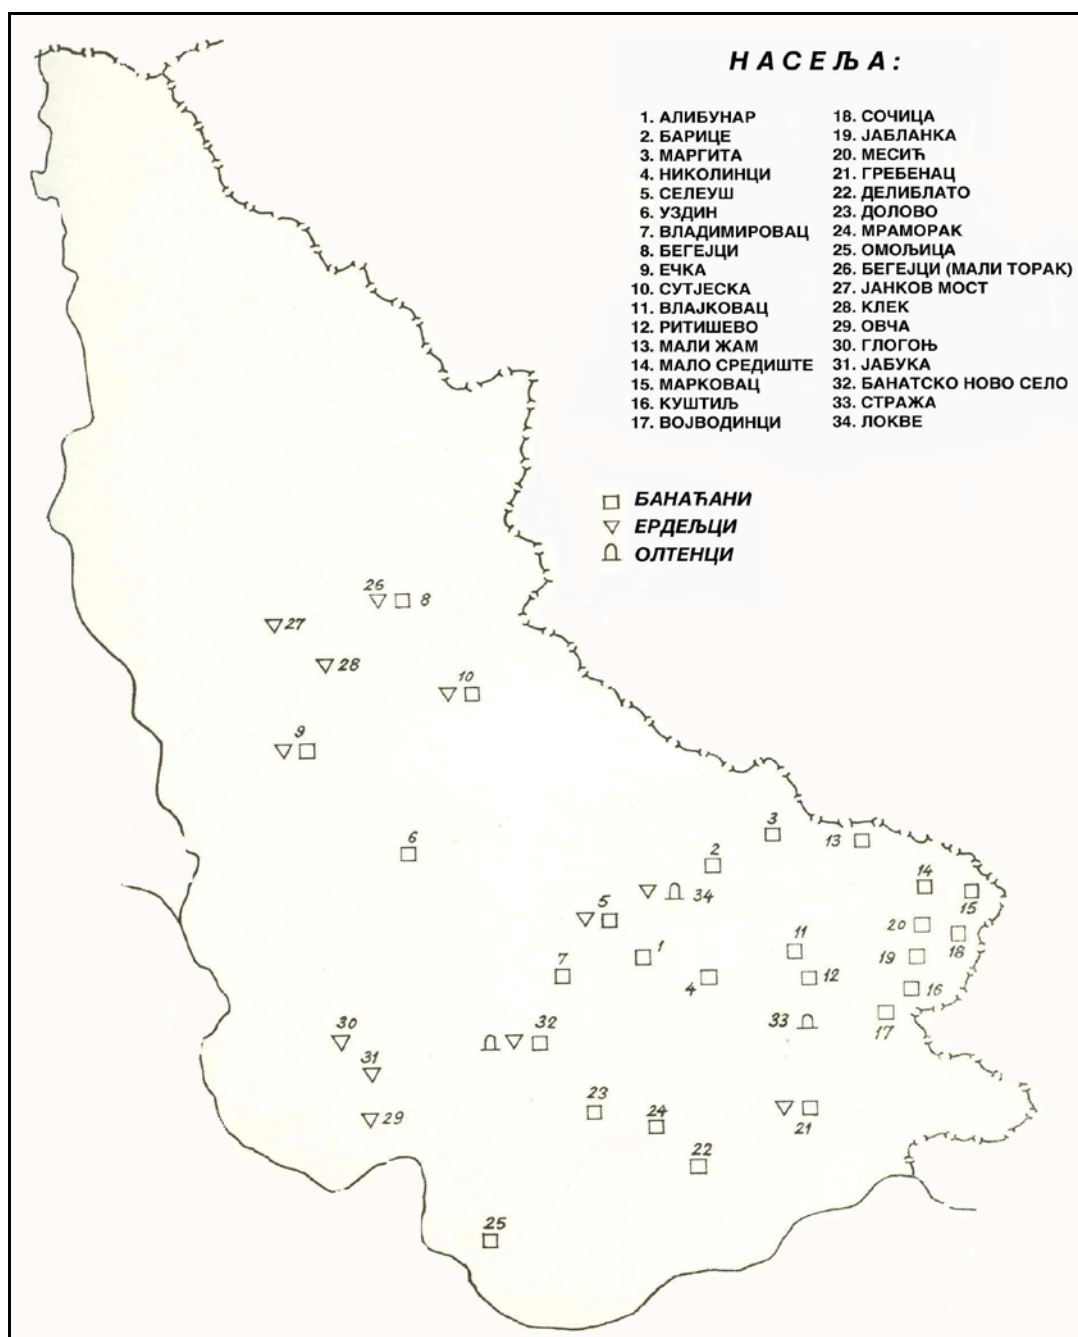 НАСЕЉА:
1. АЛИБУНАР
2. БАРИЦЕ
3. МАРГИТА
4. НИКОЛИНЦИ
5. СЕЛЕУШ
6. УЗДИН
7. ВЛАДИМИРОВАЦ
8. БЕГЕЈЦИ
9. ЕЧКА
10. СУТЈЕСКА
11. ВЛАЈКОВАЦ
12. РИТИШЕВО
13. МАЛИ ЖАМ
14. МАЛО СРЕДИШТЕ
15. МАРКОВАЦ
16. КУШТИЉ
17. ВОЈВОДИНЦИ
18. СОЧИЦА
19. ЈАБЛАНКА
20. МЕСИЋ
21. ГРЕБЕНАЦ
22. ДЕЛИБЛАТО
23. ДОЛОВО
24. МРАМОРАК
25. ОМОЉИЦА
26. БЕГЕЈЦИ (МАЛИ ТОРАК)
27. ЈАНКОВ МОСТ
28. КЛЕК
29. ОВЧА
30. ГЛОГОЊ
31. ЈАБУКА
32. БАНАТСКО НОВО СЕЛО
33. СТРАЖА
34. ЛОКВЕ
БАНАЋАНИ
ЕРДЕЉЦИ
ОЛТЕНЦИ
26 8
27
28
10
9
3
13
6
2
14
15
34
5
20
18
11
1
19
7
4
12
16
33
17
30
32
31
23
29
24
21
22
25